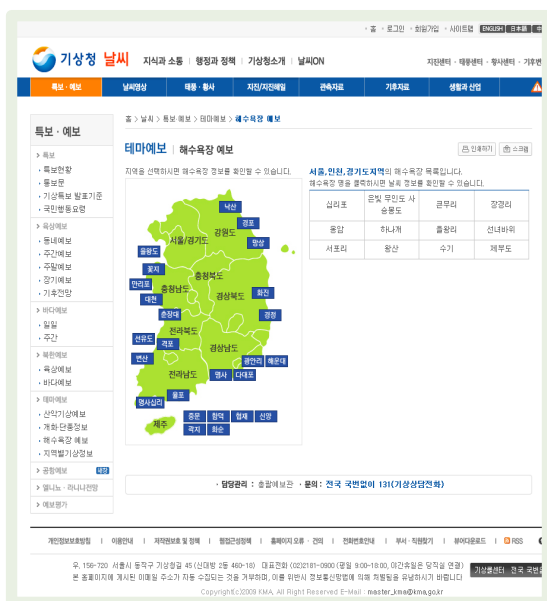 홈 · 로그인 · 회원가입 · 사이트맵 ENGLISH 日本語
기상청 날씨 지식과 소통 행정과 정책 기상청소개 날씨ON
지진센터 · 태풍센터 · 황사센터 · 기후변
특보·예보 날씨영상 태풍·황사 지진/지진해일 관측자료 기후자료 생활과 산업
특보 · 예보
> 특보
· 특보현황
· 통보문
· 기상특보 발표기준
· 국민행동요령
> 육상예보
· 동네예보
· 주간예보
· 주말예보
· 장기예보
· 기후전망
> 바다예보
· 일일
· 주간
> 북한예보
· 육상예보
· 바다예보
> 테마예보
· 산악기상예보
· 개화·단풍정보
· 해수욕장 예보
· 지역별기상정보
> 공항예보 새창
> 엘니뇨·라니냐전망
> 예보평가
홈 > 날씨 > 특보·예보 > 테마예보 > 해수욕장 예보
테마예보 해수욕장 예보 인쇄하기 스크랩
지역을 선택하시면 해수욕장 정보를 확인할 수 있습니다.
낙산
경포
강원도
망상
서울/경기도
을왕도
꽃지
만리포
대천
충청북도
충청남도
경상북도
화진
춘장대
경정
전라북도
선유도
격포
변산
경상남도
광안리 해운대
전라남도
명사 다대포
율포
명사십리
제주
중문 함덕 협재 신양
곽지 화순
서울,인천,경기도지역의 해수욕장 목록입니다.
해수욕장 명을 클릭하시면 날씨 정보를 확인할 수 있습니다.
십리포 은빛 무인도 사승봉도 큰무리 장경리
옹암 하나개 을왕리 선녀바위
서포리 왕산 수기 제부도
· 담당관리 : 총괄예보관 · 문의: 전국 국번없이 131(기상상담전화)
개인정보보호방침 | 이용안내 | 저작권보호 및 정책 | 웹접근성정책 | 홈페이지 오류 · 건의 | 전화번호안내 | 부서 · 직원찾기 | 뷰어다운로드 | RSS
우, 156-720 서울시 동작구 기상청길 45 (신대방 2동 460-18) 대표전화 (02)2181-0900 (평일 9:00-18:00, 야간휴일은 당직실 연결)
본 홈페이지에 게시된 이메일 주소가 자동 수집되는 것을 거부하며, 이를 위반시 정보통신망법에 의해 처벌됨을 유념하시기 바랍니다
기상콜센터 전국 국번
Copyright(c)2009 KMA, All Right Reserved E-Mail : master_kma@kma.go.kr